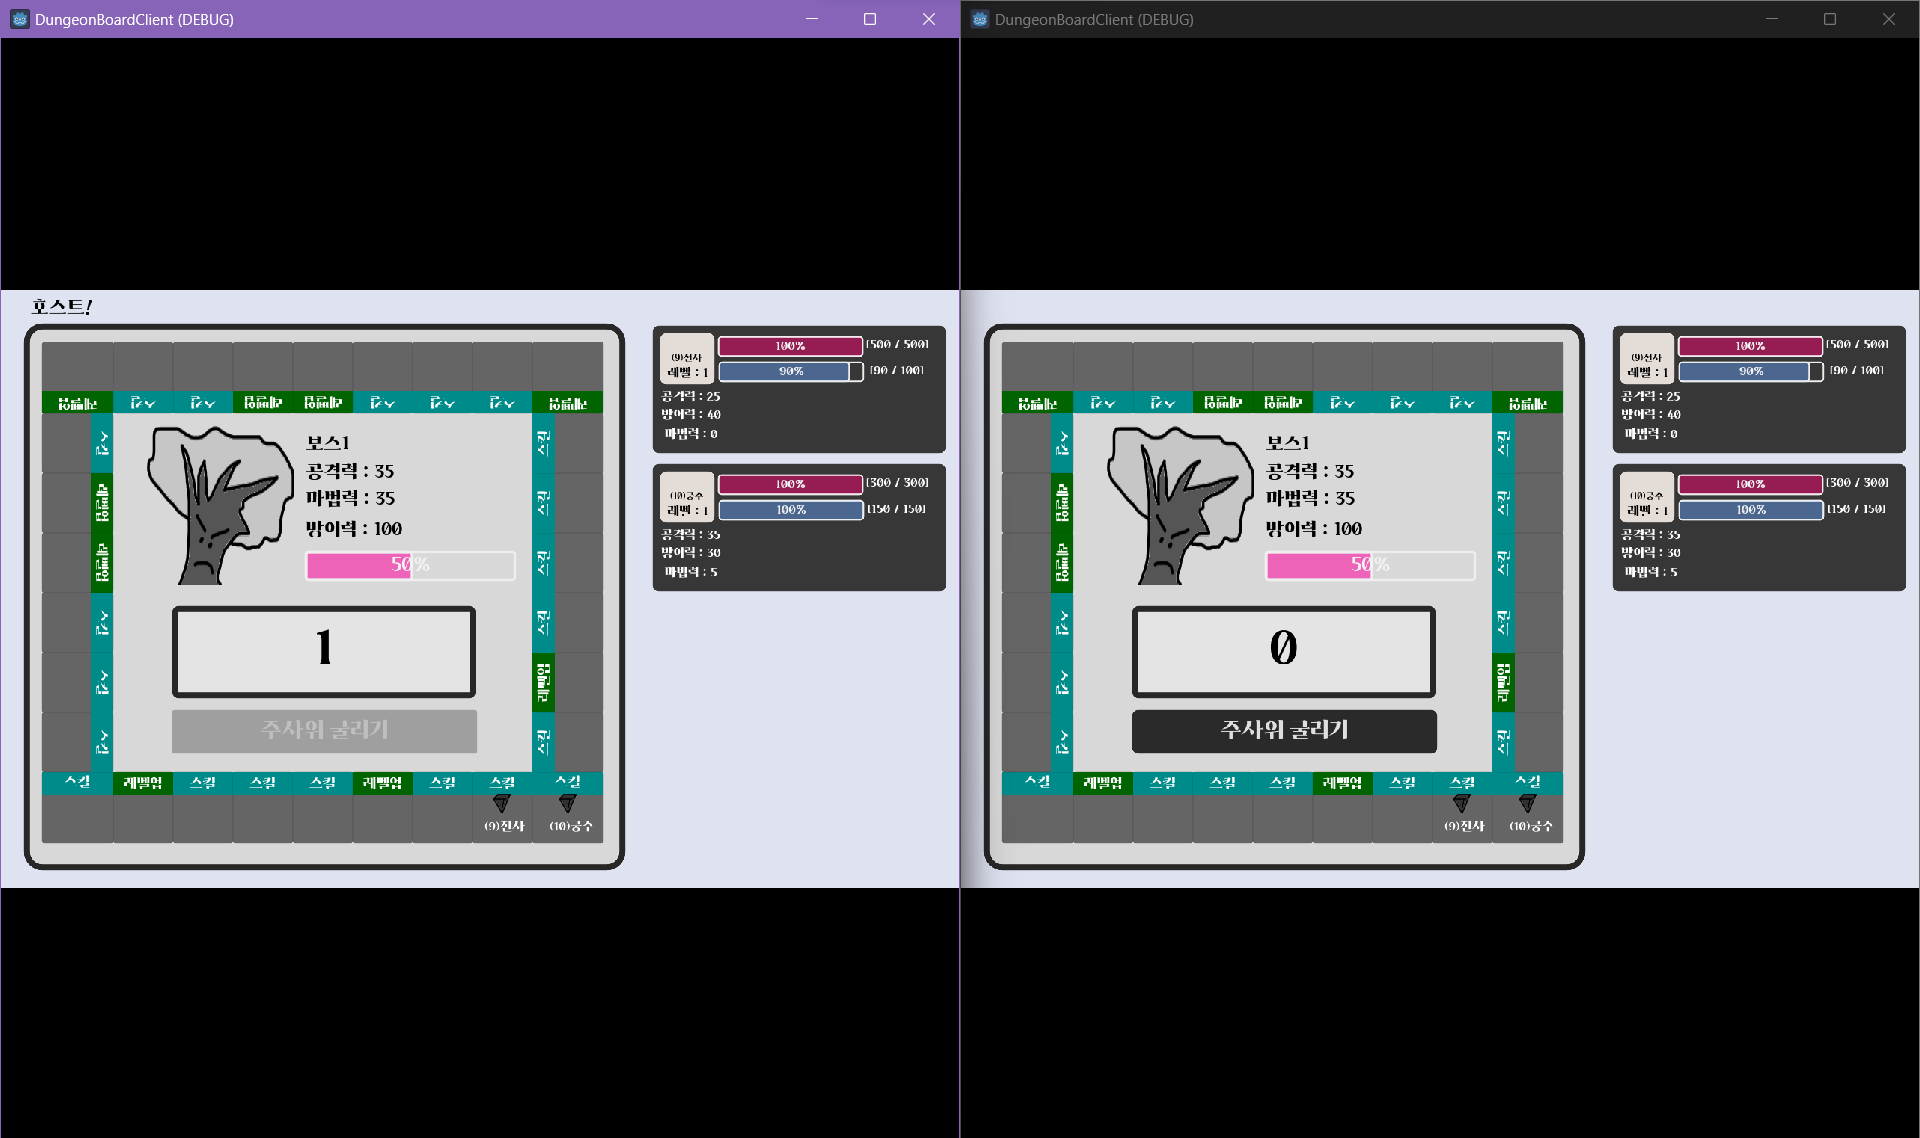 DungeonBoardClient (DEBUG)
호스트!
레벨업 스킬 스킬 레벨업 레벨업 스킬 스킬 스킬 레벨업
스킬
레벨업
레벨업
스킬
스킬
스킬
보스1
공격력 : 35
마법력 : 35
방어력 : 100
50%
1
주사위 굴리기
스킬
스킬
스킬
스킬
레벨업
스킬
스킬 레벨업 스킬 스킬 스킬 레벨업 스킬 스킬 스킬
(9)전사 (10)궁수
(9)전사
레벨 : 1
100% [500 / 500]
90% [90 / 100]
공격력 : 25
방어력 : 40
마법력 : 0
(10)궁수
레벨 : 1
100% [300 / 300]
100% [150 / 150]
공격력 : 35
방어력 : 30
마법력 : 5
DungeonBoardClient (DEBUG)
레벨업 스킬 스킬 레벨업 레벨업 스킬 스킬 스킬 레벨업
스킬
레벨업
레벨업
스킬
스킬
스킬
보스1
공격력 : 35
마법력 : 35
방어력 : 100
50%
0
주사위 굴리기
스킬
스킬
스킬
스킬
레벨업
스킬
스킬 레벨업 스킬 스킬 스킬 레벨업 스킬 스킬 스킬
(9)전사 (10)궁수
(9)전사
레벨 : 1
100% [500 / 500]
90% [90 / 100]
공격력 : 25
방어력 : 40
마법력 : 0
(10)궁수
레벨 : 1
100% [300 / 300]
100% [150 / 150]
공격력 : 35
방어력 : 30
마법력 : 5